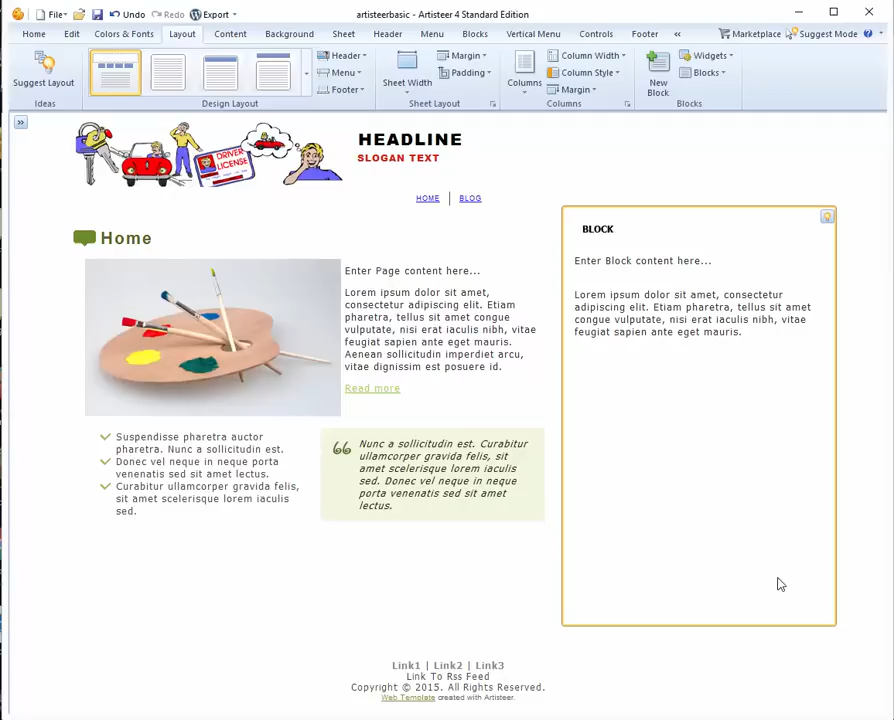 File Undo Redo Export artisteerbasic - Artisteer 4 Standard Edition
Home Edit Colors & Fonts Layout Content Background Sheet Header Menu Blocks Vertical Menu Controls Footer Marketplace Suggest Mode
Suggest Layout
Ideas
Header
Menu
Footer
Design Layout
Sheet Width
Margin
Padding
Sheet Layout
Columns
Column Width
Column Style
Margin
Columns
New Block
Widgets
Blocks
Blocks
DRIVER
LICENSE
HEADLINE
SLOGAN TEXT
HOME | BLOG
Home
Enter Page content here...
Lorem ipsum dolor sit amet,
consectetur adipiscing elit. Etiam
pharetra, tellus sit amet congue
vulputate, nisi erat iaculis nibh, vitae
feugiat sapien ante eget mauris.
Aenean sollicitudin imperdiet arcu,
vitae dignissim est posuere id.
Read more
Suspendisse pharetra auctor
pharetra. Nunc a sollicitudin est.
Donec vel neque in neque porta
venenatis sed sit amet lectus.
Curabitur ullamcorper gravida felis,
sit amet scelerisque lorem iaculis
sed.
Nunc a sollicitudin est. Curabitur
ullamcorper gravida felis, sit
amet scelerisque lorem iaculis
sed. Donec vel neque in neque
porta venenatis sed sit amet
lectus.
BLOCK
Enter Block content here...
Lorem ipsum dolor sit amet, consectetur
adipiscing elit. Etiam pharetra, tellus sit amet
congue vulputate, nisi erat iaculis nibh, vitae
feugiat sapien ante eget mauris.
Link1 | Link2 | Link3
Link To Rss Feed
Copyright © 2015. All Rights Reserved.
Web Template created with Artisteer.